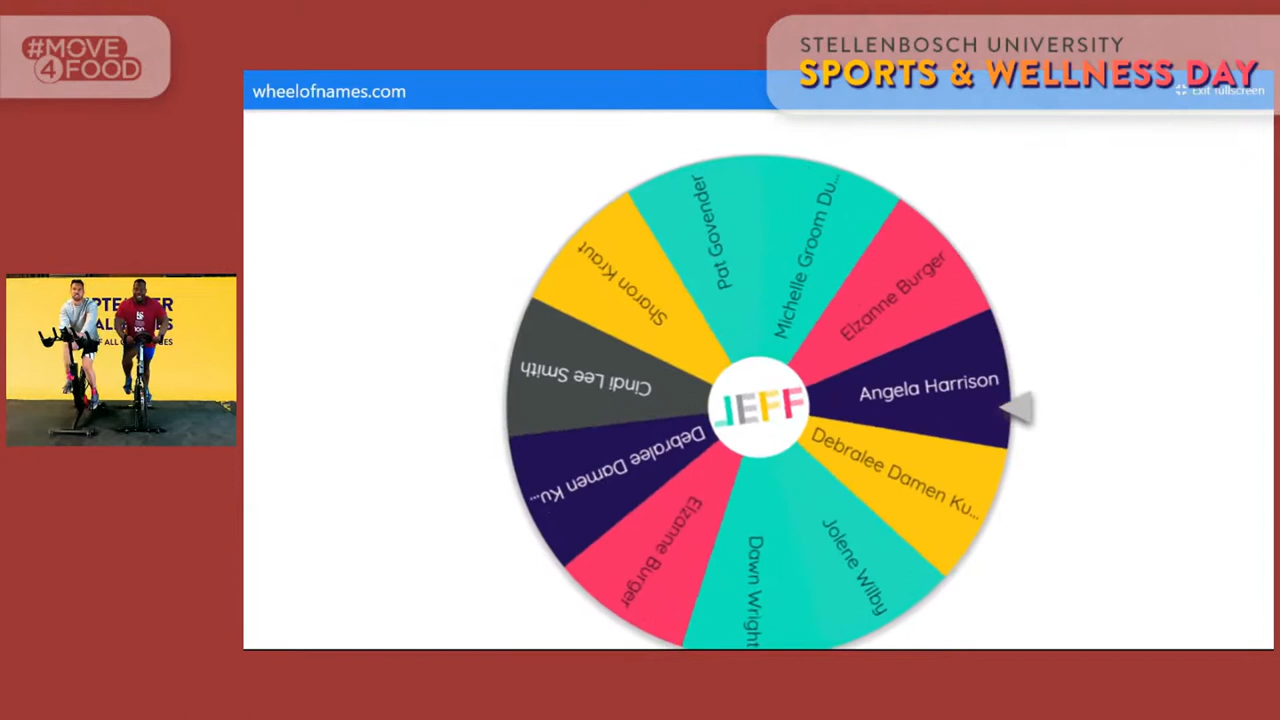 #MOVE
4FOOD
STELLENBOSCH UNIVERSITY
SPORTS & WELLNESS DAY
wheelofnames.com
Exit fullscreen
Pat Govender
Michelle Groom Du...
Elzanne Burger
Angela Harrison
Debralee Damen Ku...
Jolene Wilby
Dawn Wright
Elzanne Burger
Debralee Damen Ku...
Cindi Lee Smith
Sharon Kraut
JEFF